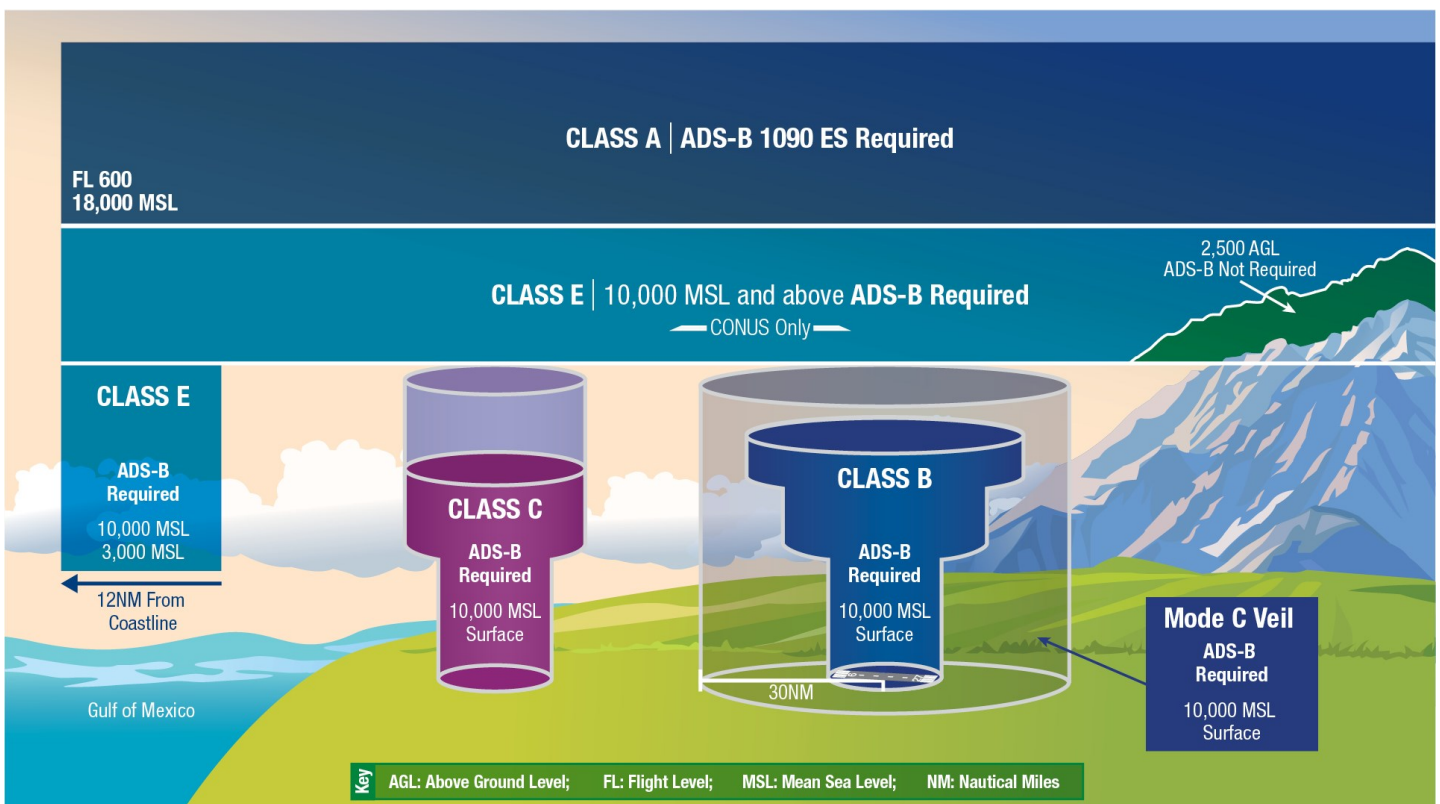 CLASS A | ADS-B 1090 ES Required
FL 600
18,000 MSL
2,500 AGL
ADS-B Not Required
CLASS E | 10,000 MSL and above ADS-B Required
CONUS Only
CLASS E
ADS-B
Required
10,000 MSL
3,000 MSL
12NM From
Coastline
Gulf of Mexico
CLASS C
ADS-B
Required
10,000 MSL
Surface
CLASS B
ADS-B
Required
10,000 MSL
Surface
30NM
Mode C Veil
ADS-B
Required
10,000 MSL
Surface
Key
AGL: Above Ground Level; FL: Flight Level; MSL: Mean Sea Level; NM: Nautical Miles